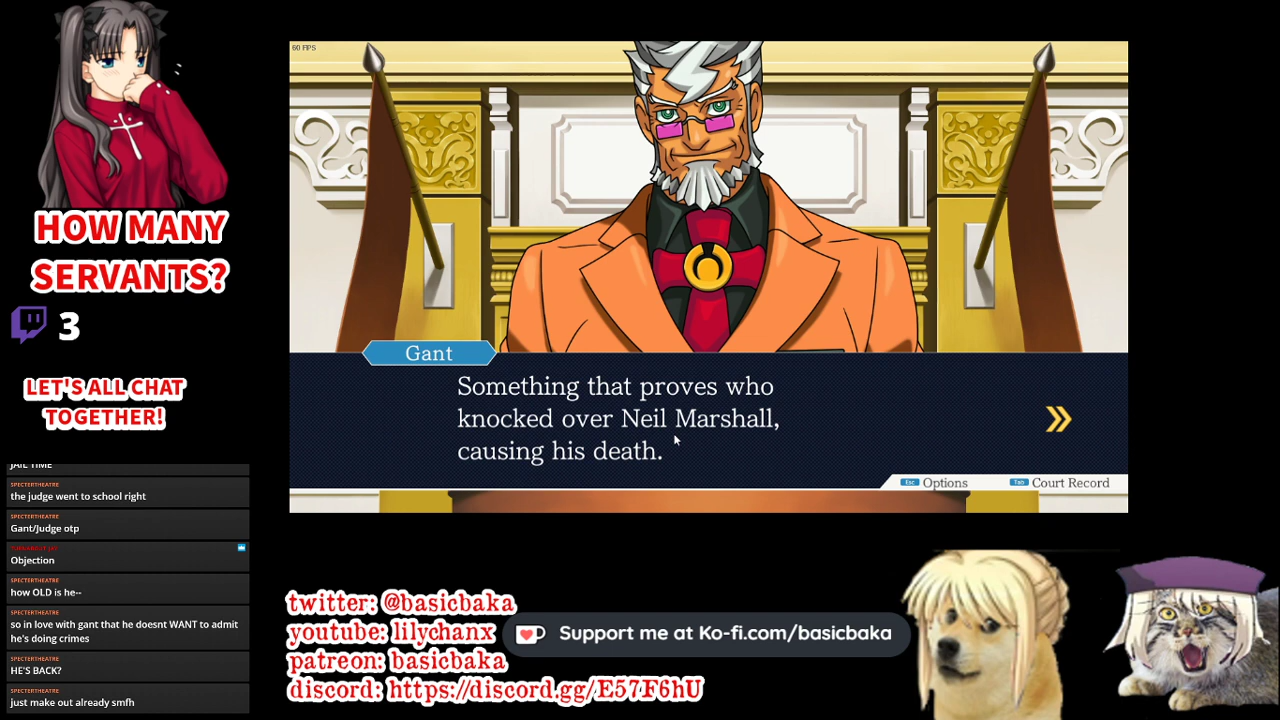 HOW MANY
SERVANTS?
3
LET'S ALL CHAT
TOGETHER!
JAIL TIME
SPECTERTHEATRE
the judge went to school right
SPECTERTHEATRE
Gant/Judge otp
Objection
SPECTERTHEATRE
how OLD is he--
SPECTERTHEATRE
so in love with gant that he doesnt WANT to admit
he's doing crimes
SPECTERTHEATRE
HE'S BACK?
SPECTERTHEATRE
just make out already smfh
60 FPS
Gant
Something that proves who
knocked over Neil Marshall,
causing his death.
Esc Options
Tab Court Record
twitter: @basicbaka
youtube: lilychanx
patreon: basicbaka
discord: https://discord.gg/E57F6hU
Support me at Ko-fi.com/basicbaka